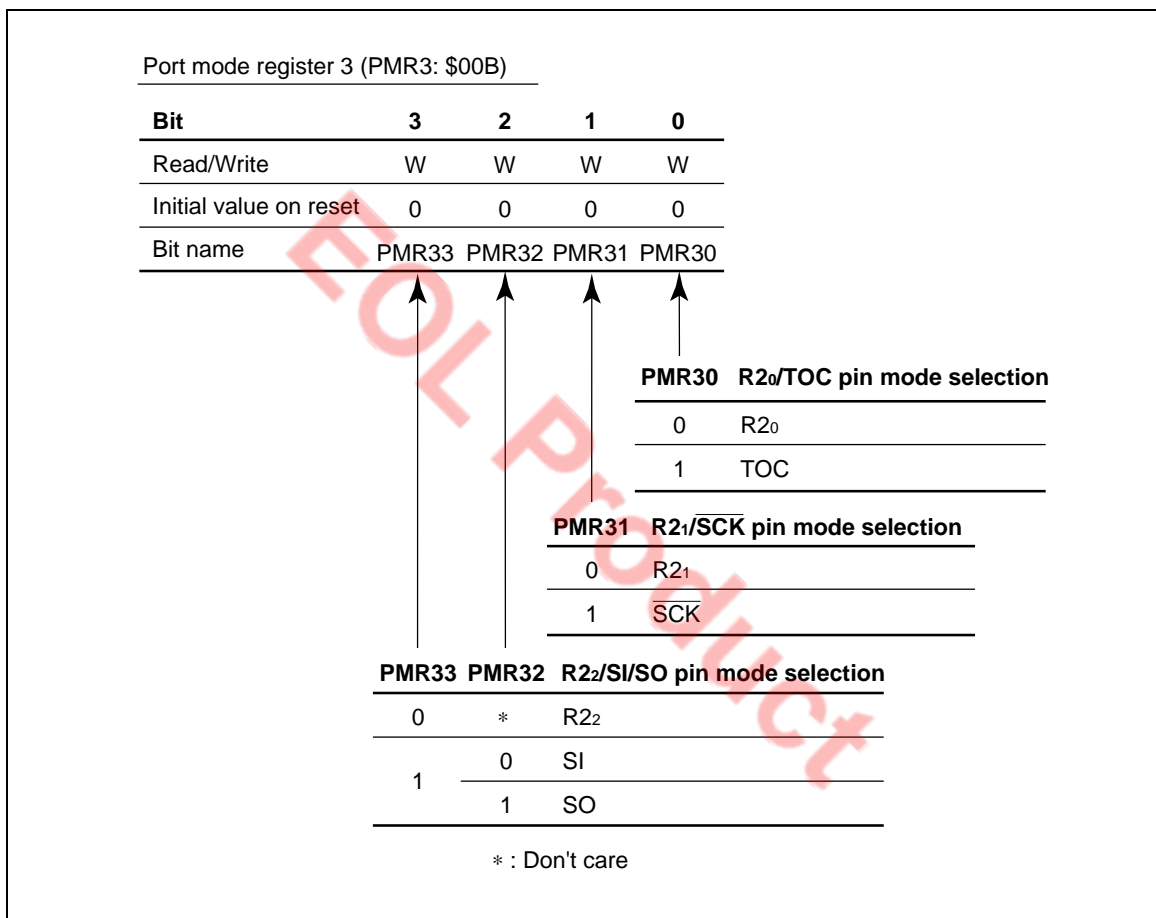 Port mode register 3 (PMR3: $00B)
Bit 3 2 1 0
Read/Write W W W W
Initial value on reset 0 0 0 0
Bit name PMR33 PMR32 PMR31 PMR30
PMR30 R2₀/TOC pin mode selection
0 R2₀
1 TOC
PMR31 R2₁/S̅C̅K̅ pin mode selection
0 R2₁
1 S̅C̅K̅
PMR33 PMR32 R2₂/SI/SO pin mode selection
0 * R2₂
1 0 SI
1 SO
* : Don't care
EOL Product